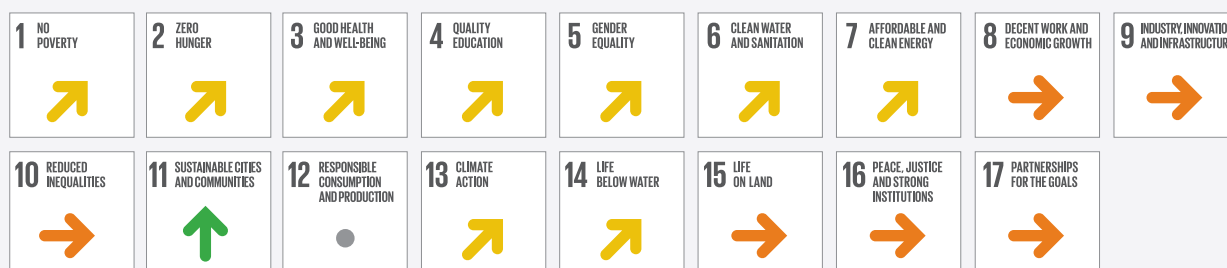 1 NO
POVERTY
2 ZERO
HUNGER
3 GOOD HEALTH
AND WELL-BEING
4 QUALITY
EDUCATION
5 GENDER
EQUALITY
6 CLEAN WATER
AND SANITATION
7 AFFORDABLE AND
CLEAN ENERGY
8 DECENT WORK AND
ECONOMIC GROWTH
9 INDUSTRY, INNOVATIO
AND INFRASTRUCTUR
10 REDUCED
INEQUALITIES
11 SUSTAINABLE CITIES
AND COMMUNITIES
12 RESPONSIBLE
CONSUMPTION
AND PRODUCTION
13 CLIMATE
ACTION
14 LIFE
BELOW WATER
15 LIFE
ON LAND
16 PEACE, JUSTICE
AND STRONG
INSTITUTIONS
17 PARTNERSHIPS
FOR THE GOALS